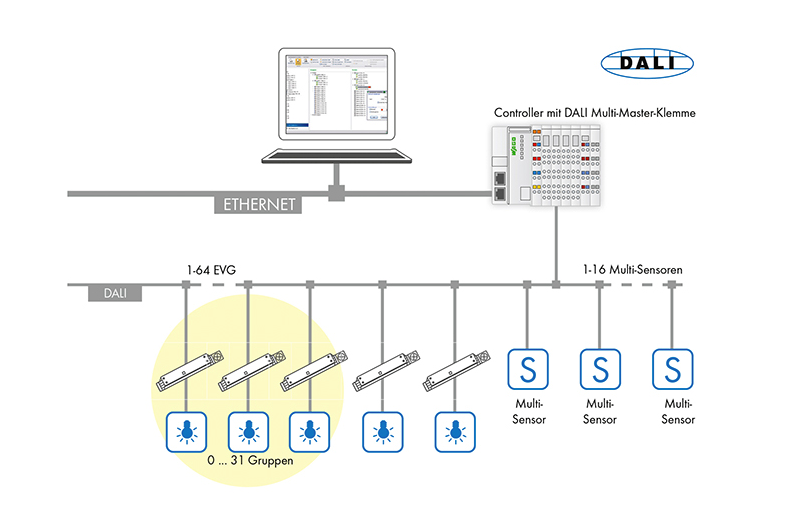 DALI
Controller mit DALI Multi-Master-Klemme
WAGO
ETHERNET
1-64 EVG
1-16 Multi-Sensoren
DALI
S
S
S
Multi-
Sensor
Multi-
Sensor
Multi-
Sensor
0 ... 31 Gruppen